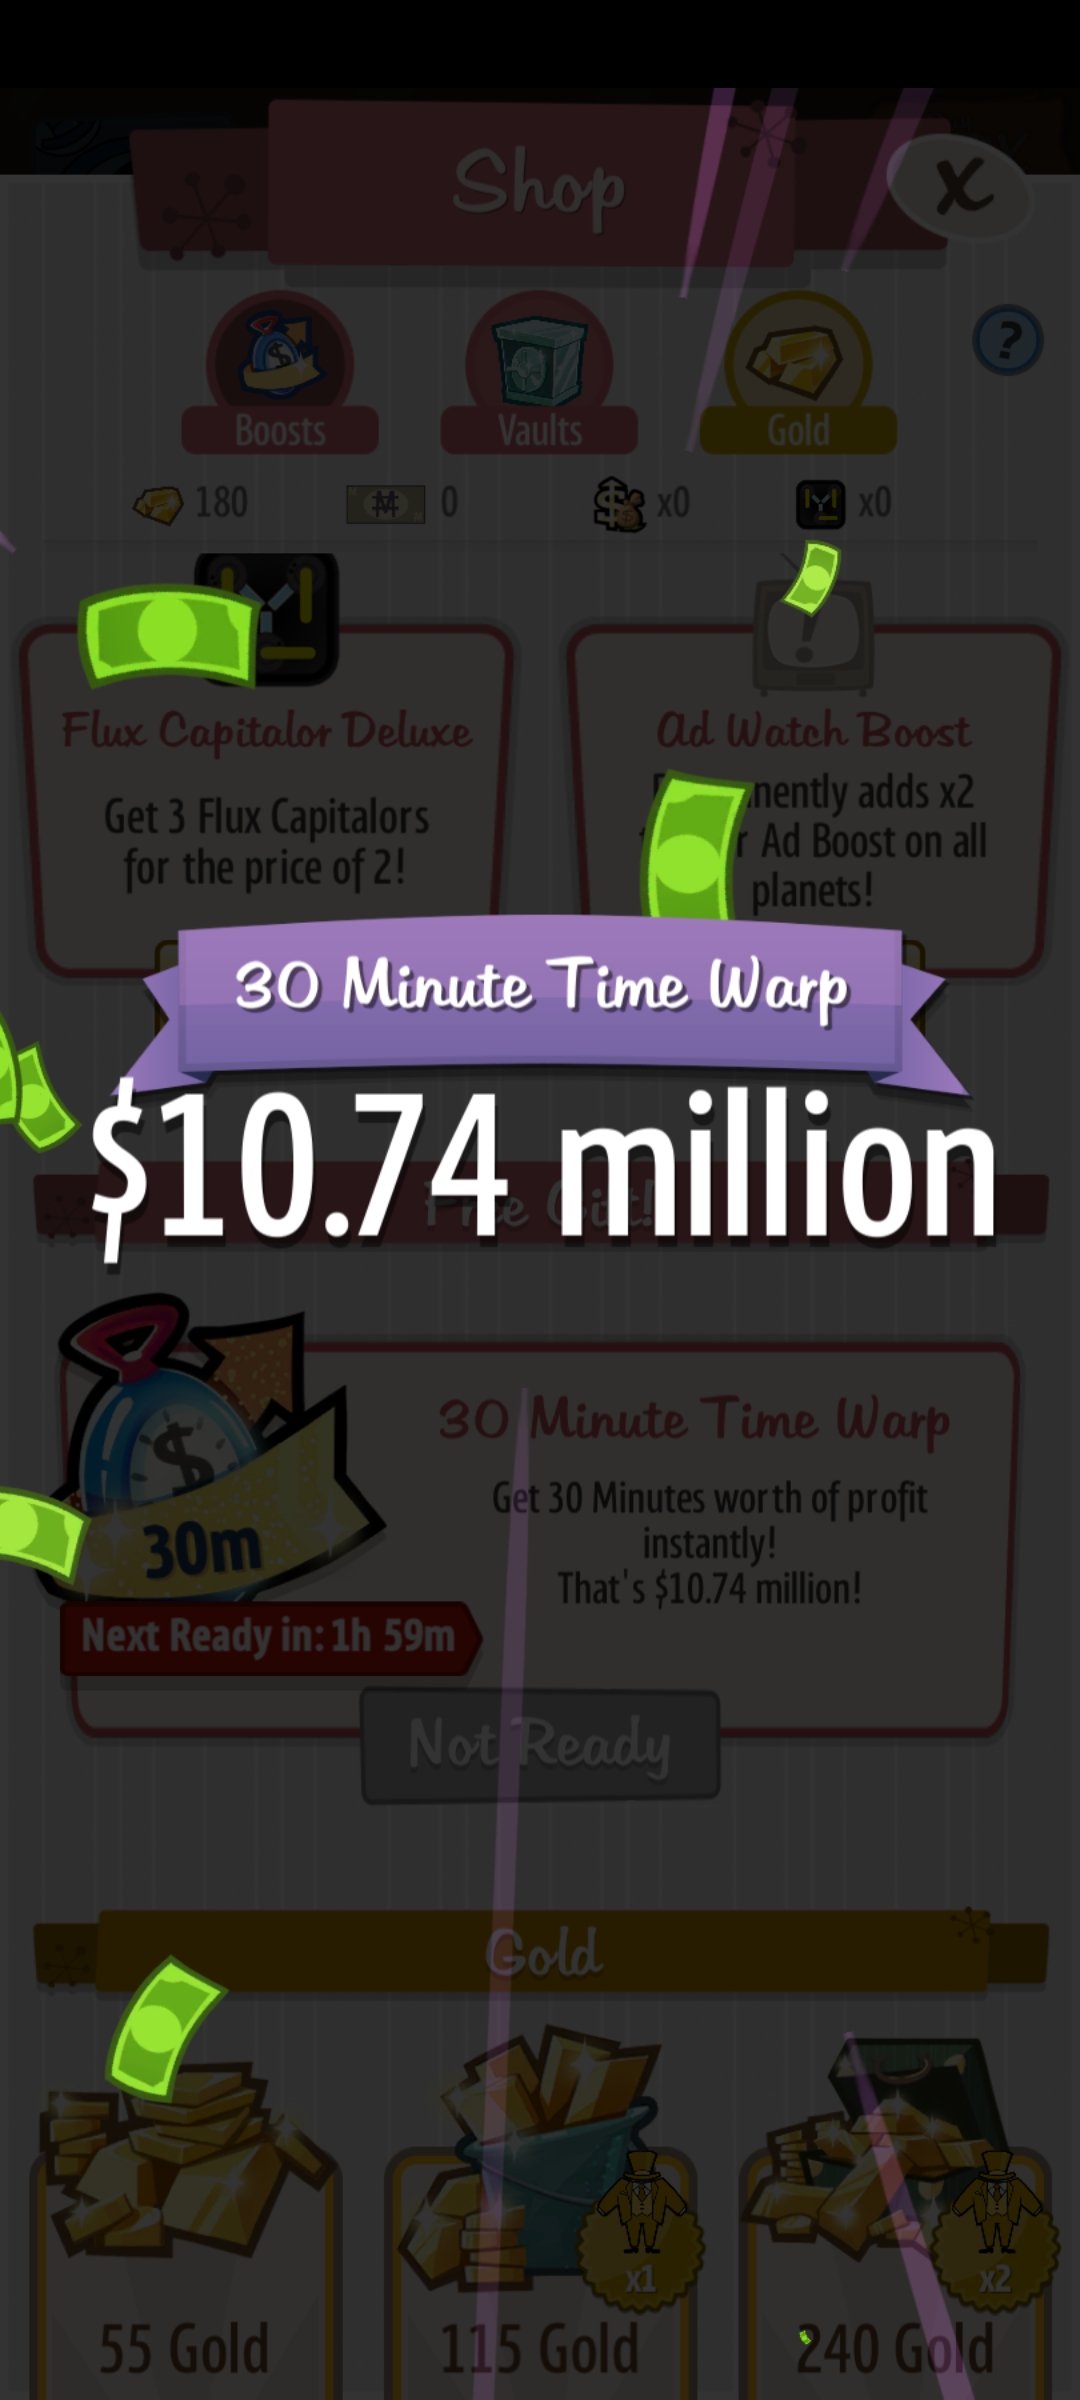 Shop
X
?
Boosts
Vaults
Gold
180
0
x0
x0
Flux Capitalor Deluxe
Get 3 Flux Capitalors
for the price of 2!
Ad Watch Boost
adds x2
Ad Boost on all
planets!
30 Minute Time Warp
$10.74 million
Free Gift!
30 Minute Time Warp
Get 30 Minutes worth of profit
instantly!
That's $10.74 million!
$
30m
Next Ready in: 1h 59m
Not Ready
Gold
x1
x2
55 Gold
115 Gold
240 Gold